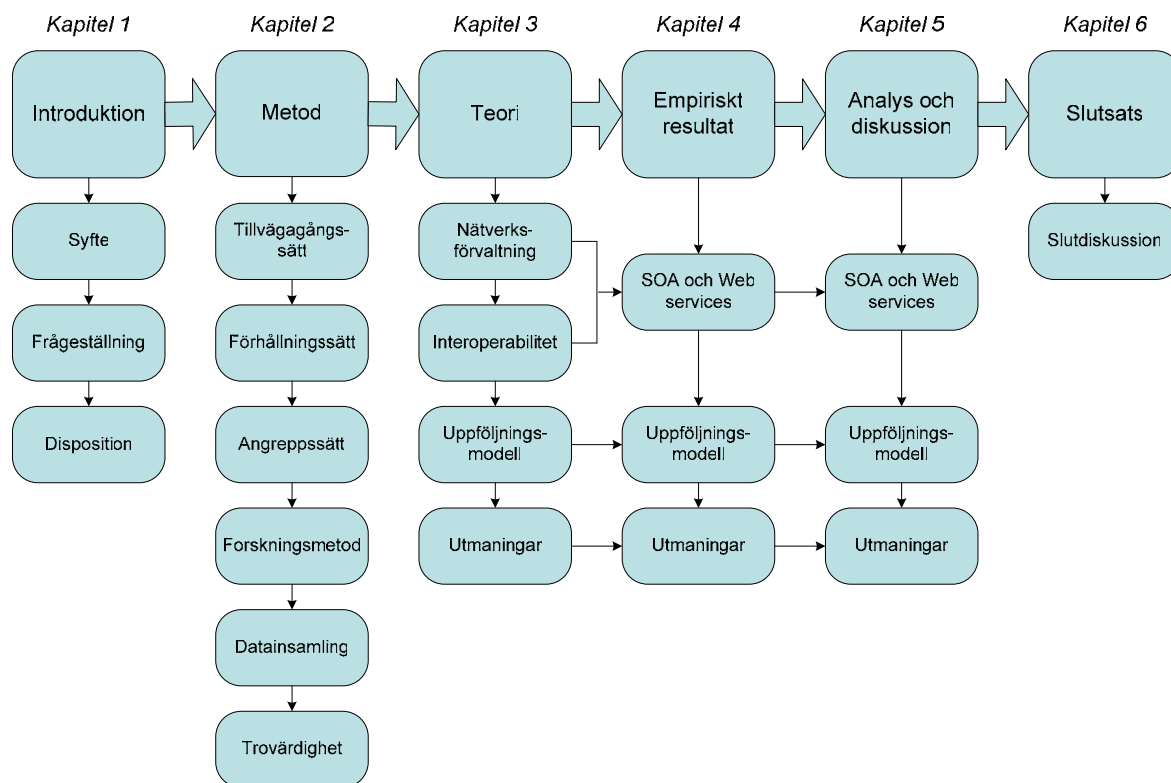 Kapitel 1
Kapitel 2
Kapitel 3
Kapitel 4
Kapitel 5
Kapitel 6
Introduktion
Metod
Teori
Empiriskt
resultat
Analys och
diskussion
Slutsats
Syfte
Frågeställning
Disposition
Tillvägagångs-
sätt
Förhållningssätt
Angreppssätt
Forskningsmetod
Datainsamling
Trovärdighet
Nätverks-
förvaltning
Interoperabilitet
Uppföljnings-
modell
Utmaningar
SOA och Web
services
Uppföljnings-
modell
Utmaningar
SOA och Web
services
Uppföljnings-
modell
Utmaningar
Slutdiskussion